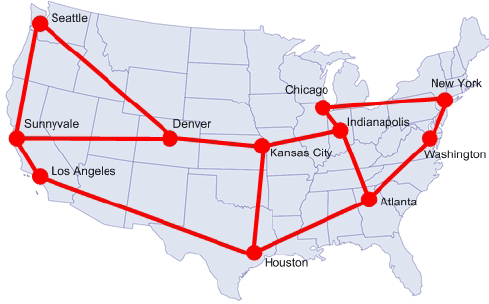 Seattle
Chicago
New York
Sunnyvale
Denver
Indianapolis
Kansas City
Washington
Los Angeles
Atlanta
Houston